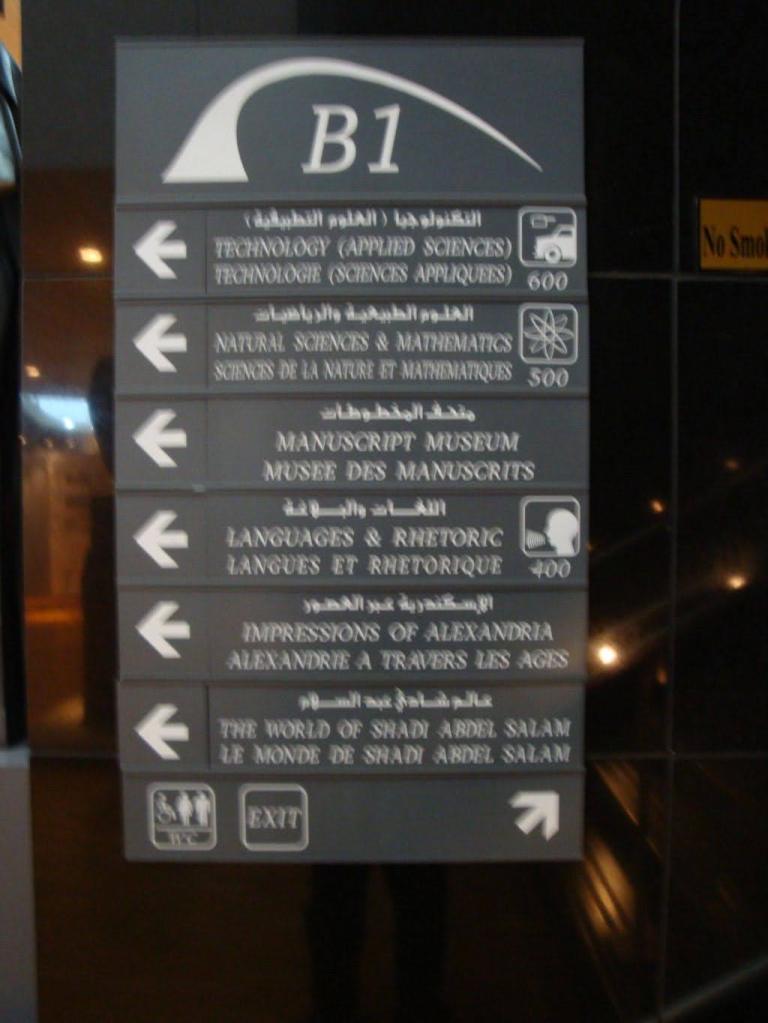 B1
التكنولوجيا (العلوم التطبيقية)
TECHNOLOGY (APPLIED SCIENCES)
TECHNOLOGIE (SCIENCES APPLIQUEES)
600
العلوم الطبيعية والرياضيات
NATURAL SCIENCES & MATHEMATICS
SCIENCES DE LA NATURE ET MATHEMATIQUES
500
متحف المخطوطات
MANUSCRIPT MUSEUM
MUSEE DES MANUSCRITS
اللغات والبلاغة
LANGUAGES & RHETORIC
LANGUES ET RHETORIQUE
400
الإسكندرية عبر العصور
IMPRESSIONS OF ALEXANDRIA
ALEXANDRIE A TRAVERS LES AGES
عالم شادي عبد السلام
THE WORLD OF SHADI ABDEL SALAM
LE MONDE DE SHADI ABDEL SALAM
WC
EXIT
No Smo